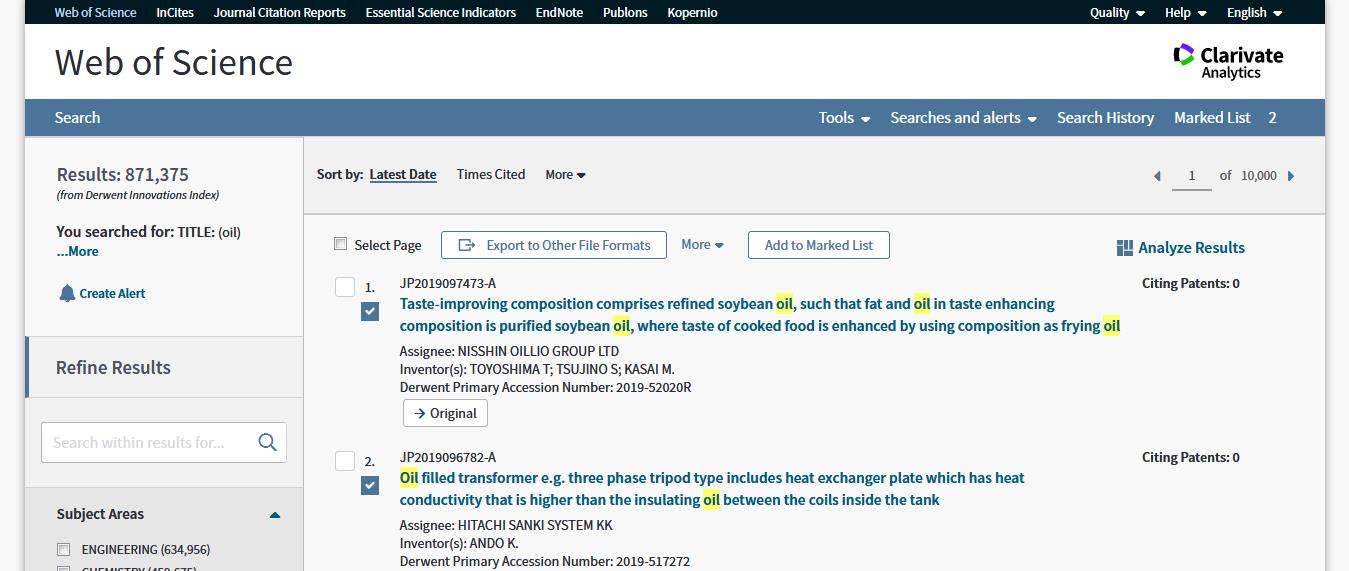 Web of Science InCites Journal Citation Reports Essential Science Indicators EndNote Publons Kopernio Quality Help English
Web of Science
Clarivate
Analytics
Search Tools Searches and alerts Search History Marked List 2
Results: 871,375
(from Derwent Innovations Index)
You searched for: TITLE: (oil)
...More
Create Alert
Refine Results
Search within results for...
Subject Areas
ENGINEERING (634,956)
Sort by: Latest Date Times Cited More
1 of 10,000
Select Page Export to Other File Formats More Add to Marked List
Analyze Results
1. JP2019097473-A
Citing Patents: 0
Taste-improving composition comprises refined soybean oil, such that fat and oil in taste enhancing
composition is purified soybean oil, where taste of cooked food is enhanced by using composition as frying oil
Assignee: NISSHIN OILLIO GROUP LTD
Inventor(s): TOYOSHIMA T; TSUJINO S; KASAI M.
Derwent Primary Accession Number: 2019-52020R
Original
2. JP2019096782-A
Citing Patents: 0
Oil filled transformer e.g. three phase tripod type includes heat exchanger plate which has heat
conductivity that is higher than the insulating oil between the coils inside the tank
Assignee: HITACHI SANKI SYSTEM KK
Inventor(s): ANDO K.
Derwent Primary Accession Number: 2019-517272